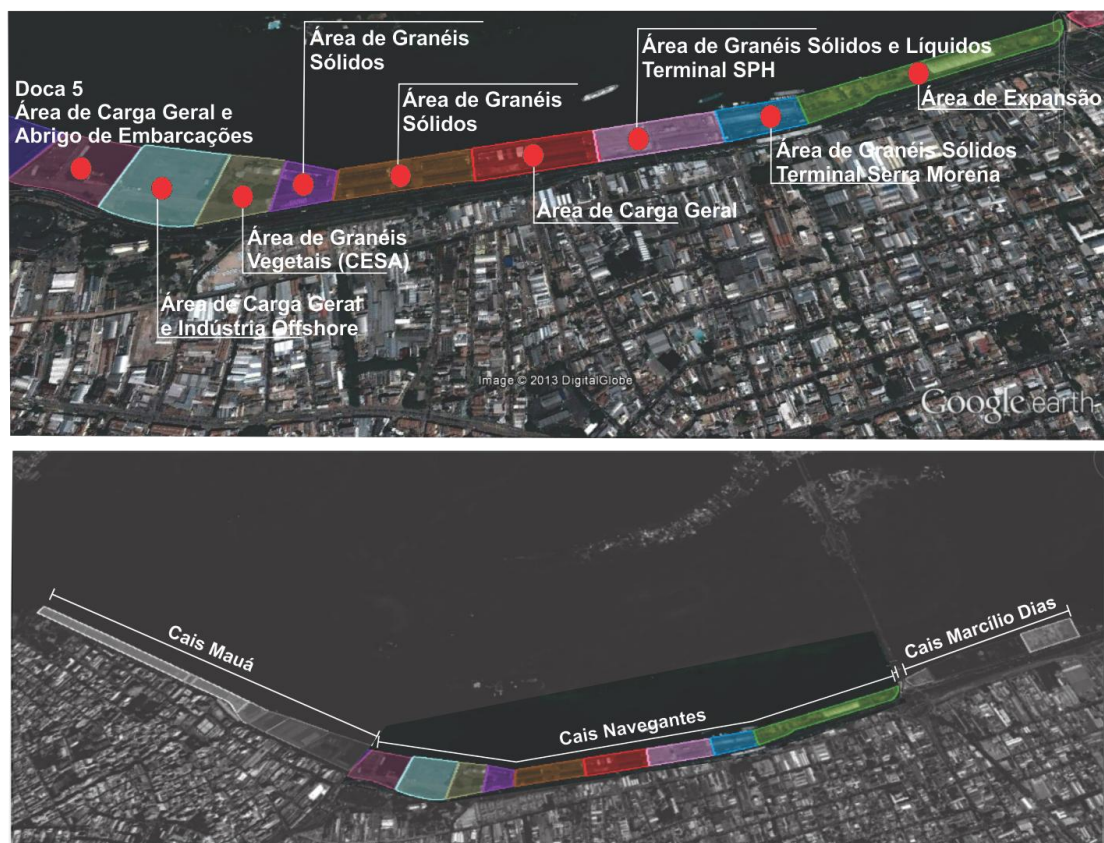 Doca 5
Área de Carga Geral e
Abrigo de Embarcações
Área de Granéis
Sólidos
Área de Granéis
Sólidos
Área de Granéis Sólidos e Líquidos
Terminal SPH
Área de Expansão
Área de Granéis Sólidos
Terminal Serra Morena
Área de Carga Geral
Área de Granéis
Vegetais (CESA)
Área de Carga Geral
e Indústria Offshore
Image © 2013 DigitalGlobe
Google earth
Cais Mauá
Cais Navegantes
Cais Marcílio Dias